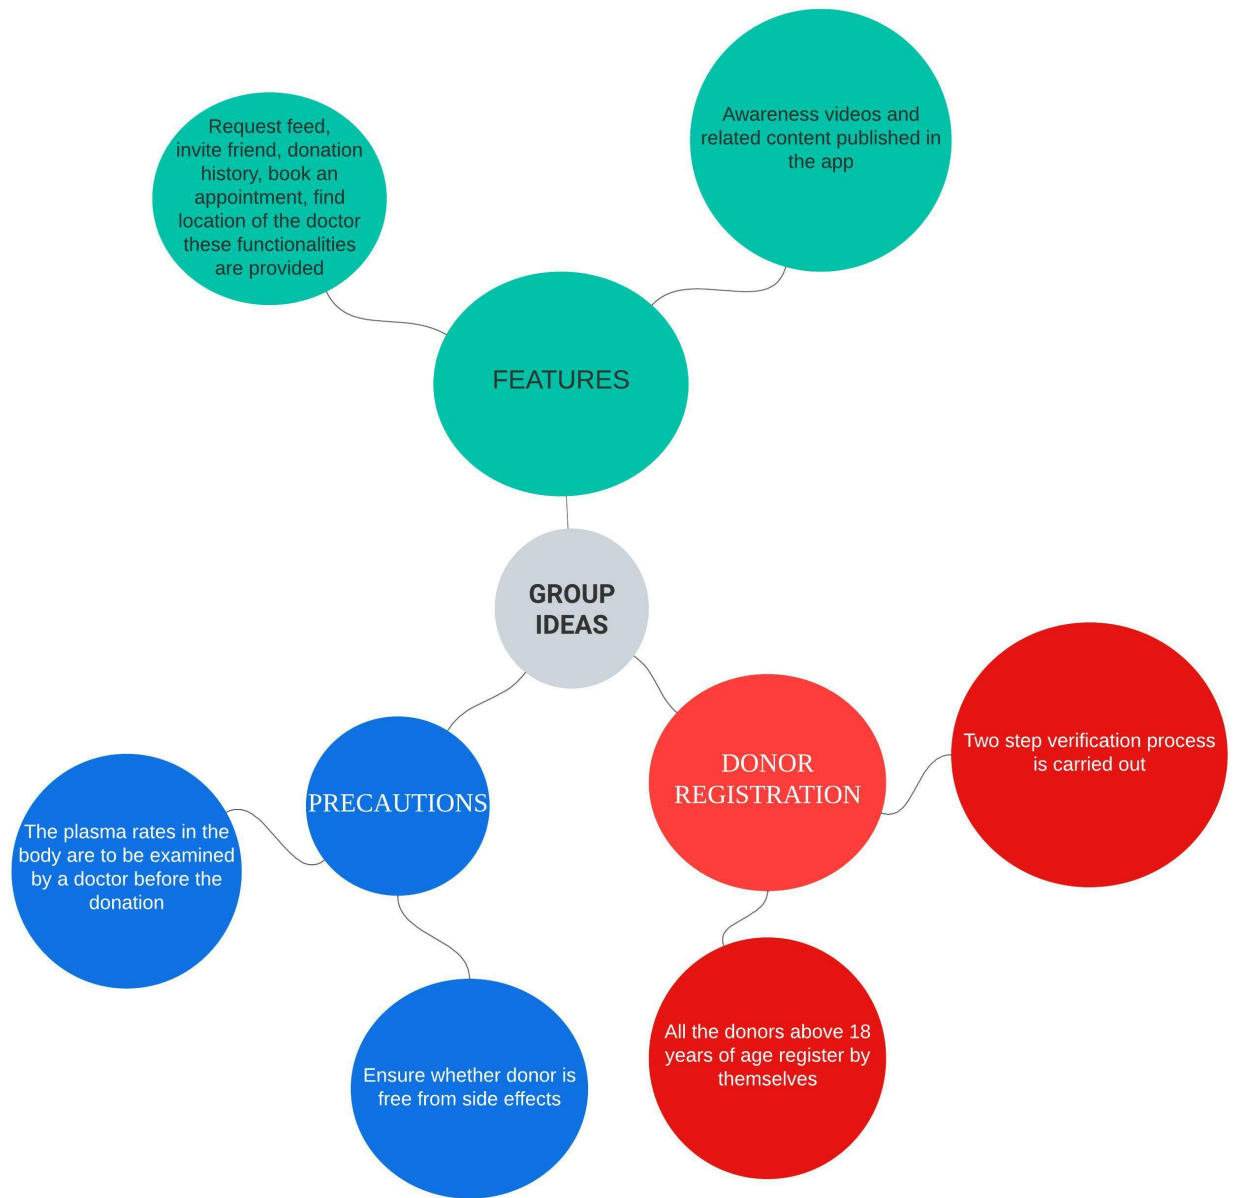 Awareness videos and
related content published in
the app
Request feed,
invite friend, donation
history, book an
appointment, find
location of the doctor
these functionalities
are provided
FEATURES
GROUP
IDEAS
DONOR
REGISTRATION
Two step verification process
is carried out
PRECAUTIONS
The plasma rates in the
body are to be examined
by a doctor before the
donation
All the donors above 18
years of age register by
themselves
Ensure whether donor is
free from side effects